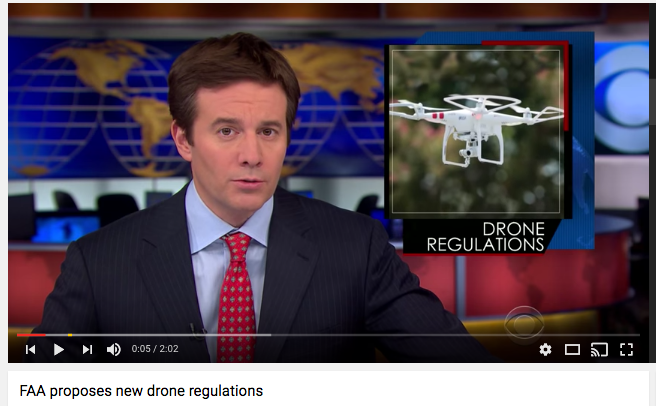 DRONE
REGULATIONS
0:05 / 2:02
FAA proposes new drone regulations